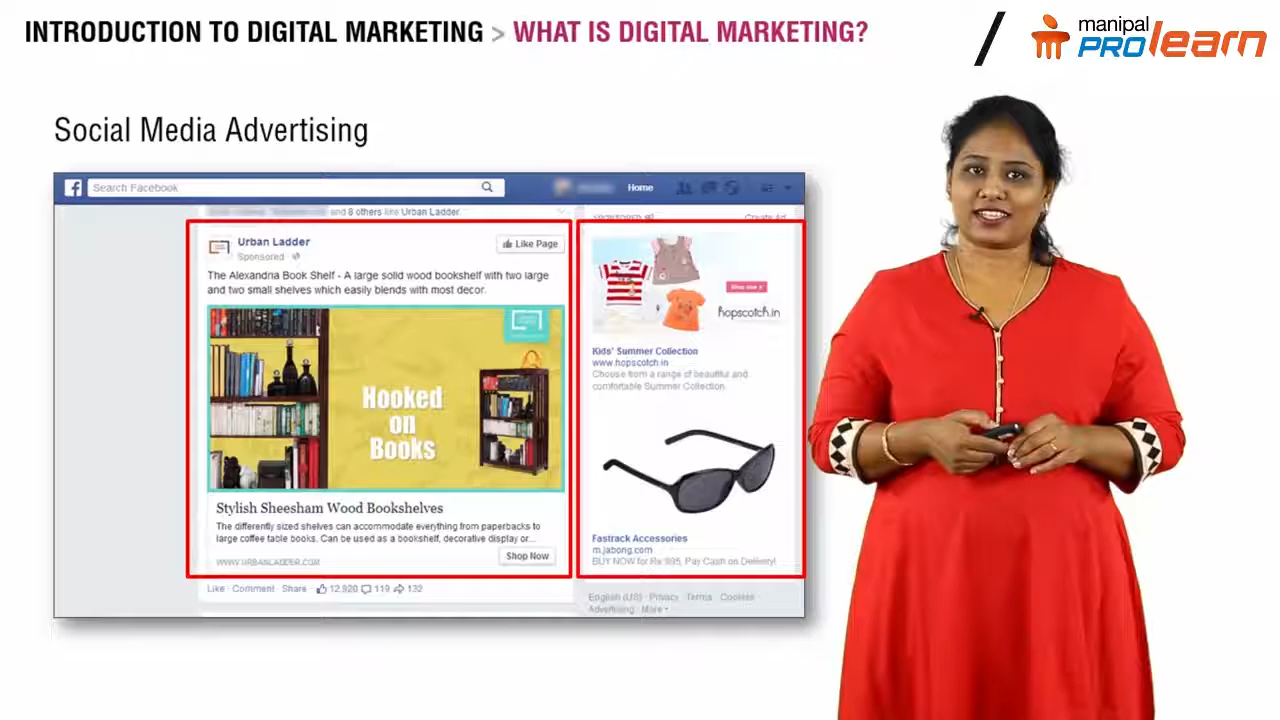 INTRODUCTION TO DIGITAL MARKETING > WHAT IS DIGITAL MARKETING?
manipal
PROlearn
Social Media Advertising
Search Facebook
Home
and 8 others like Urban Ladder.
Urban Ladder
Sponsored
Like Page
The Alexandria Book Shelf - A large solid wood bookshelf with two large
and two small shelves which easily blends with most decor.
Hooked
on
Books
Stylish Sheesham Wood Bookshelves
The differently sized shelves can accommodate everything from paperbacks to
large coffee table books. Can be used as a bookshelf, decorative display or...
WWW.URBANLADDER.COM
Shop Now
Like · Comment · Share · 12,920 119 132
SPONSORED
Create Ad
Shop now
hopscotch.in
Kids' Summer Collection
www.hopscotch.in
Choose from a range of beautiful and
comfortable Summer Collection.
Fastrack Accessories
m.jabong.com
BUY NOW for Rs 995, Pay Cash on Delivery!
English (US) · Privacy · Terms · Cookies ·
Advertising · More